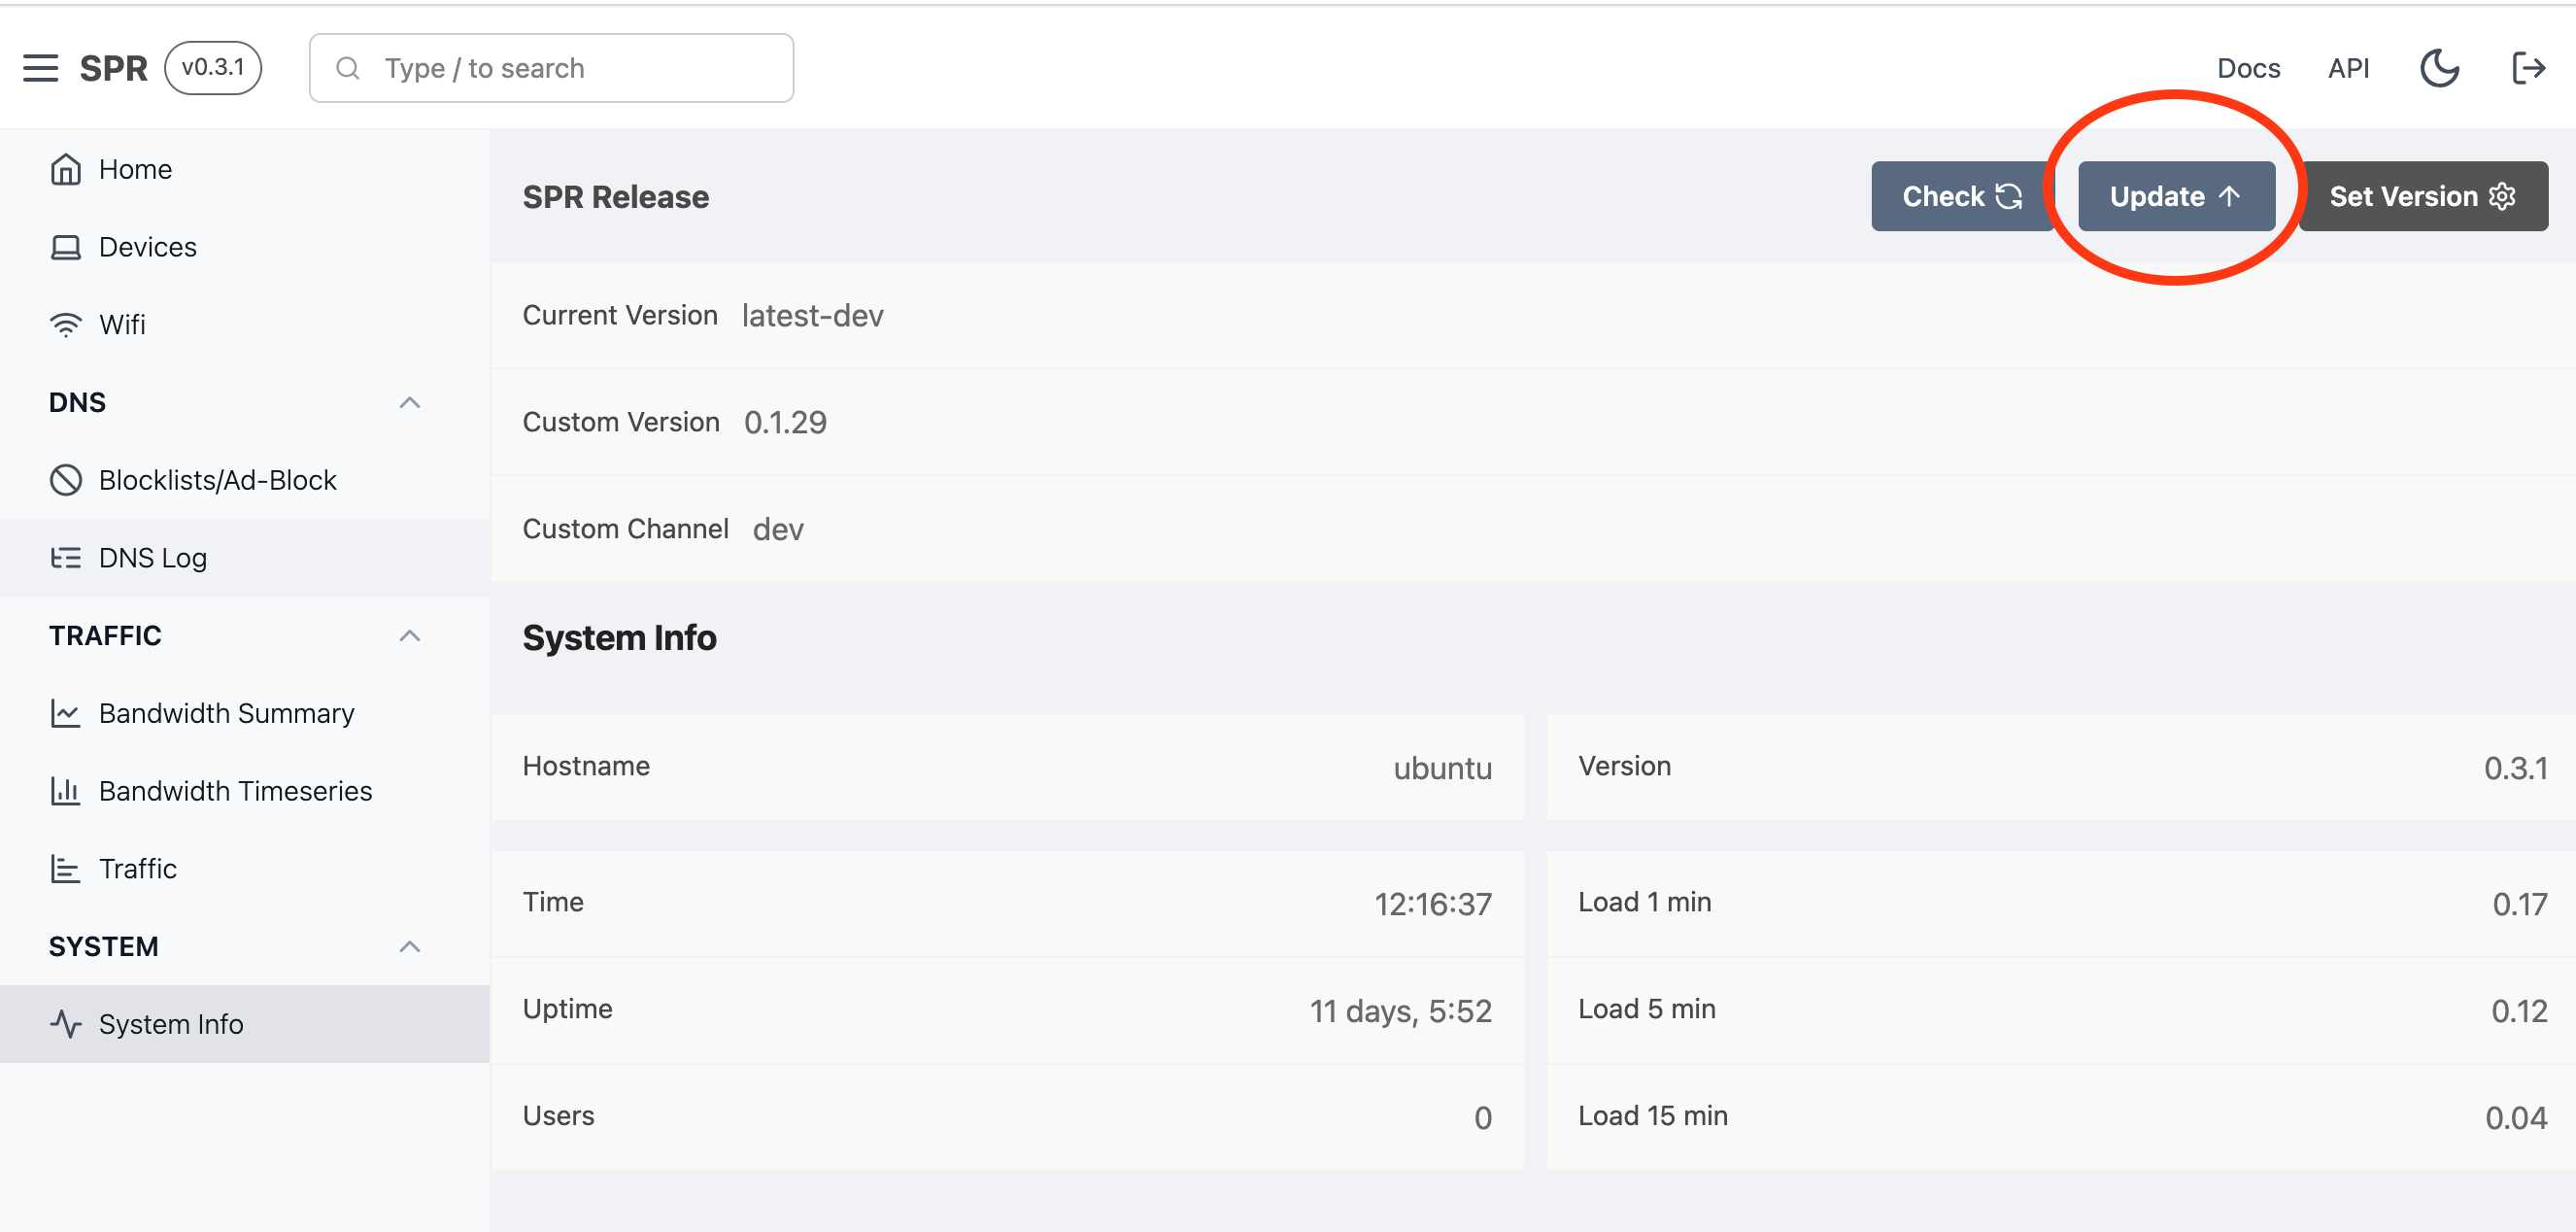 SPR v0.3.1 Type / to search Docs API
Home
Devices
Wifi
DNS
Blocklists/Ad-Block
DNS Log
TRAFFIC
Bandwidth Summary
Bandwidth Timeseries
Traffic
SYSTEM
System Info
SPR Release Check Update Set Version
Current Version latest-dev
Custom Version 0.1.29
Custom Channel dev
System Info
Hostname ubuntu
Version 0.3.1
Time 12:16:37
Uptime 11 days, 5:52
Users 0
Load 1 min 0.17
Load 5 min 0.12
Load 15 min 0.04